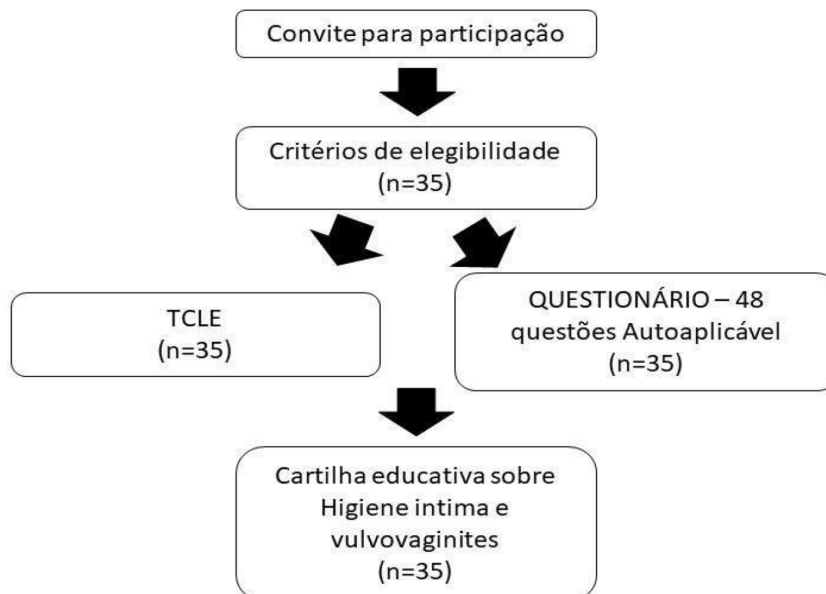 Convite para participação
Critérios de elegibilidade
(n=35)
TCLE
(n=35)
QUESTIONÁRIO – 48
questões Autoaplicável
(n=35)
Cartilha educativa sobre
Higiene intima e
vulvovaginites
(n=35)